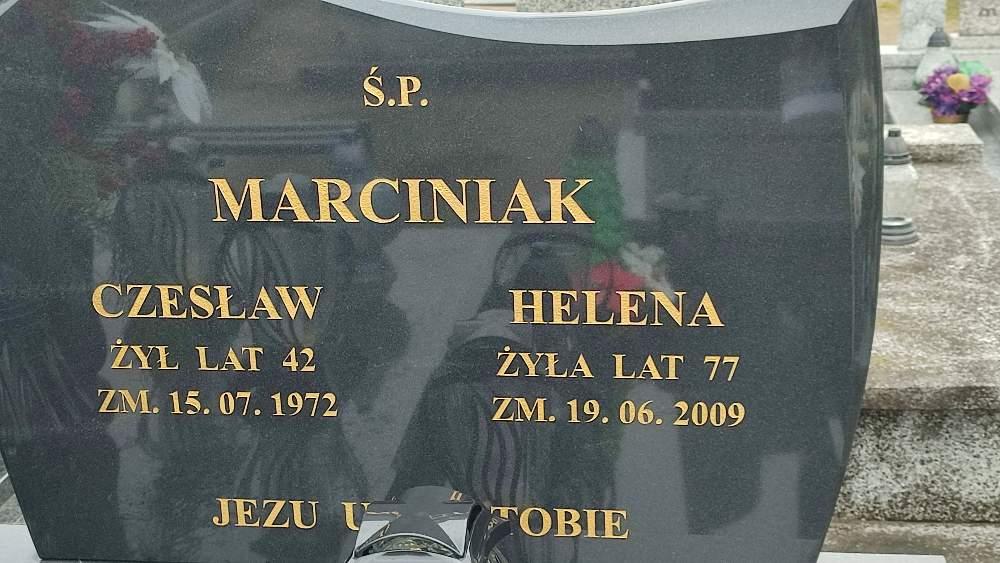 Ś.P.
MARCINIAK
CZESŁAW HELENA
ŻYŁ LAT 42 ŻYŁA LAT 77
ZM. 15. 07. 1972 ZM. 19. 06. 2009
JEZU TOBIE